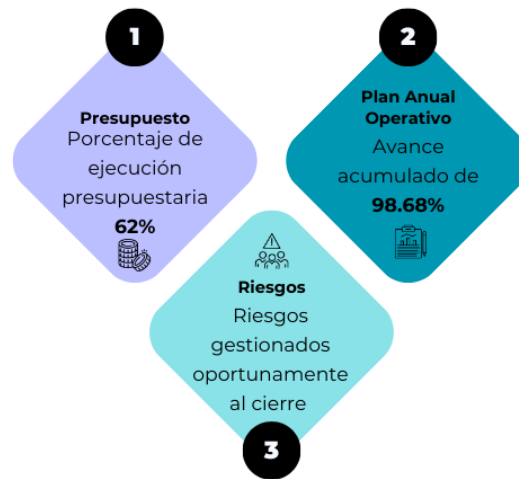 1
Presupuesto
Porcentaje de
ejecución
presupuestaria
62%
2
Plan Anual
Operativo
Avance
acumulado de
98.68%
Riesgos
Riesgos
gestionados
oportunamente
al cierre
3